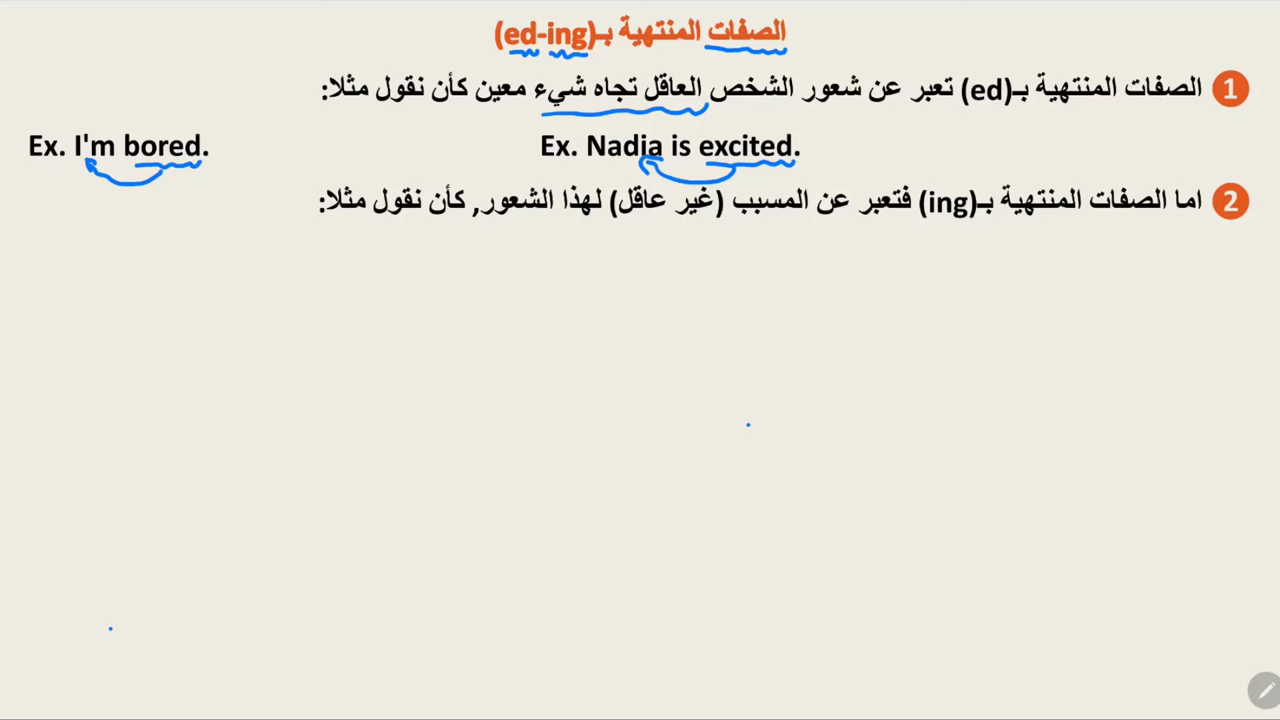 الصفات المنتهية بـ(ed-ing)
1 الصفات المنتهية بـ(ed) تعبر عن شعور الشخص العاقل تجاه شيء معين كأن نقول مثلا:
Ex. I'm bored. Ex. Nadia is excited.
2 اما الصفات المنتهية بـ(ing) فتعبر عن المسبب (غير عاقل) لهذا الشعور, كأن نقول مثلا: